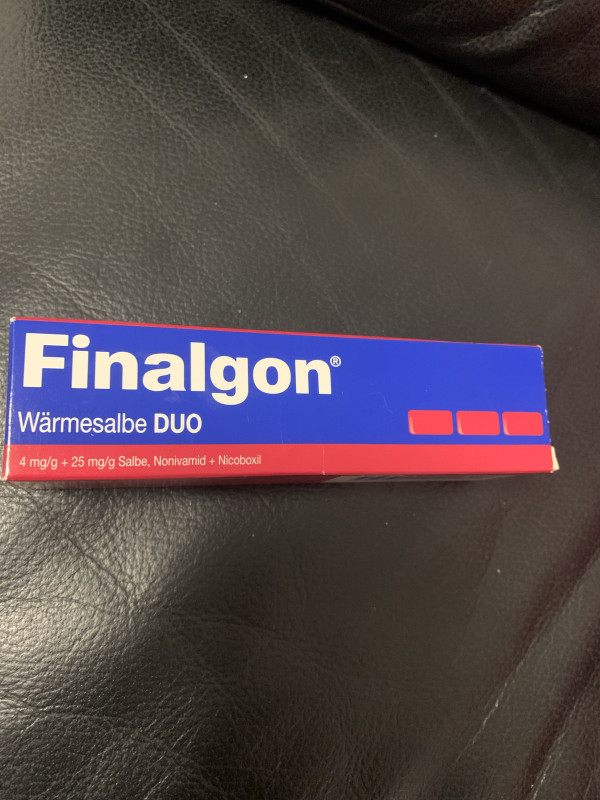 Finalgon®
Wärmesalbe DUO
4 mg/g + 25 mg/g Salbe, Nonivamid + Nicoboxil